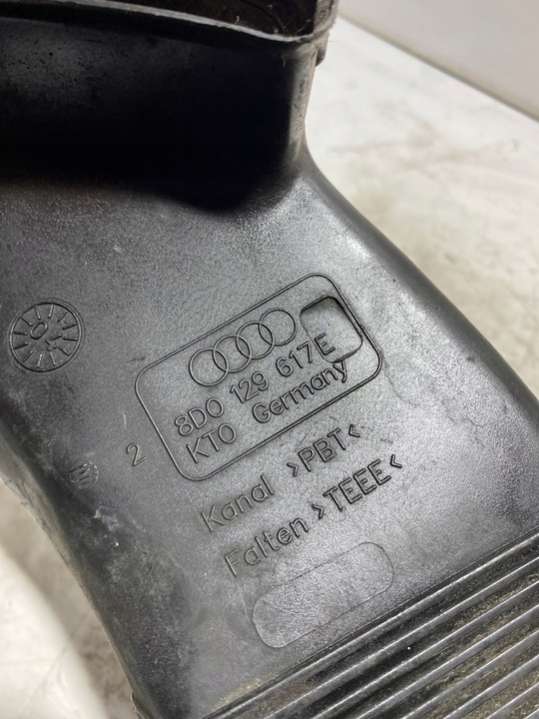 8D0 129 617 E
KTO Germany
2
Kanal >PBT<
Falten >TEEE<